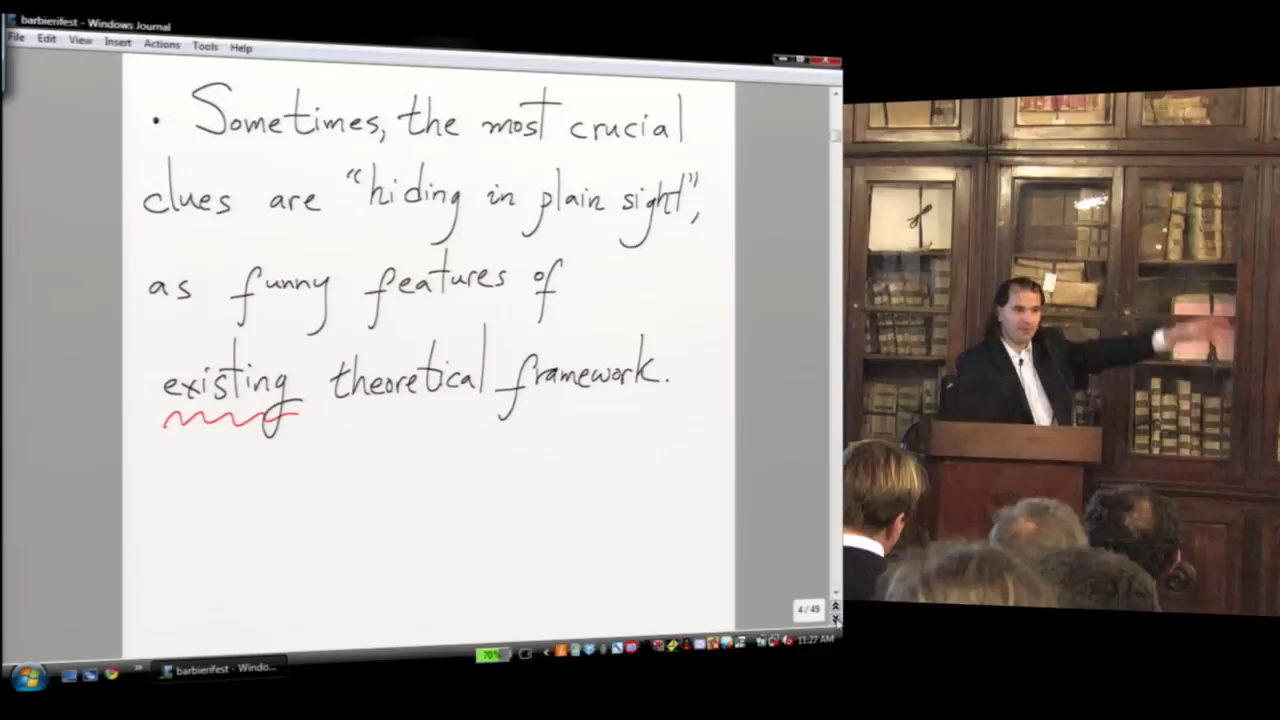 barbierifest - Windows Journal
File Edit View Insert Actions Tools Help
• Sometimes, the most crucial
clues are “hiding in plain sight”,
as funny features of
existing theoretical framework.
4 / 49
70%
11:27 AM
barbierifest - Windo...